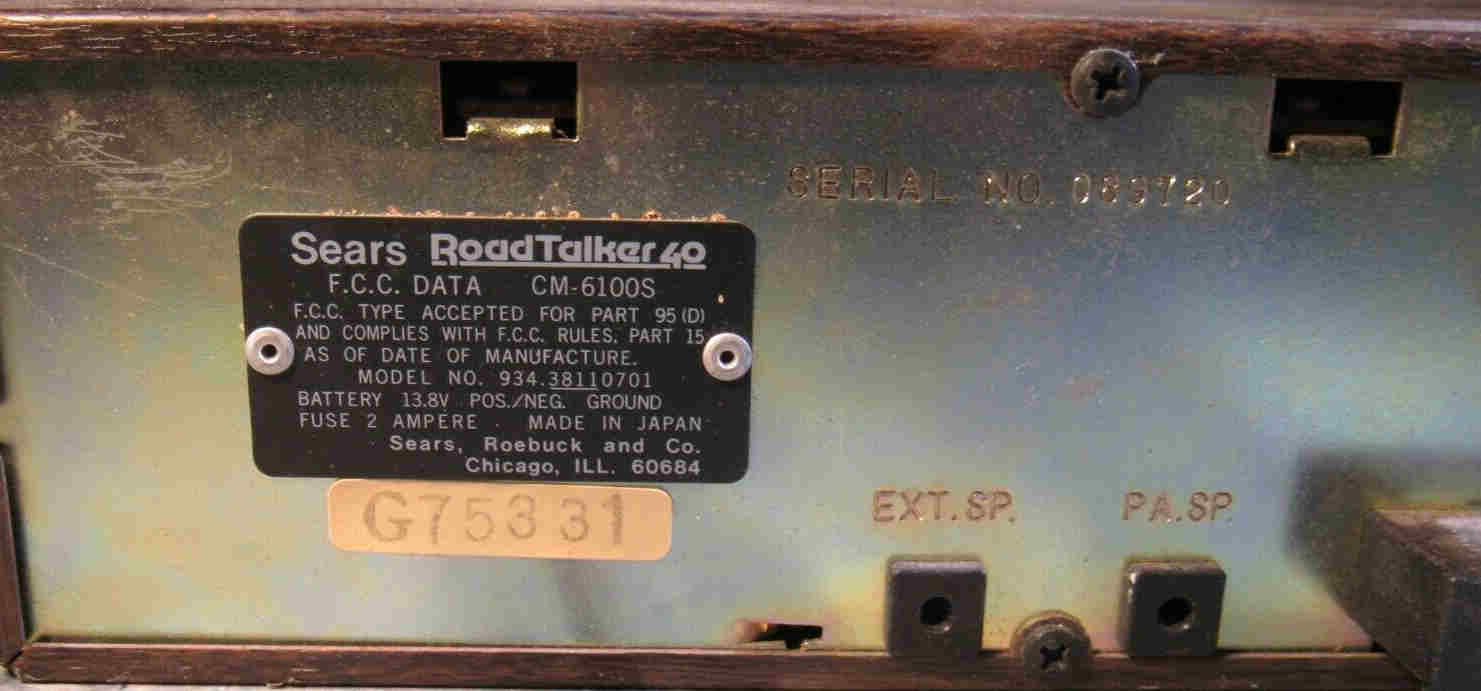 SERIAL NO. 089720
Sears RoadTalker 40
F.C.C. DATA CM-6100S
F.C.C. TYPE ACCEPTED FOR PART 95 (D)
AND COMPLIES WITH F.C.C. RULES, PART 15
AS OF DATE OF MANUFACTURE.
MODEL NO. 934.38110701
BATTERY 13.8V POS./NEG. GROUND
FUSE 2 AMPERE · MADE IN JAPAN
Sears, Roebuck and Co.
Chicago, ILL. 60684
G75331
EXT. SP.
PA. SP.